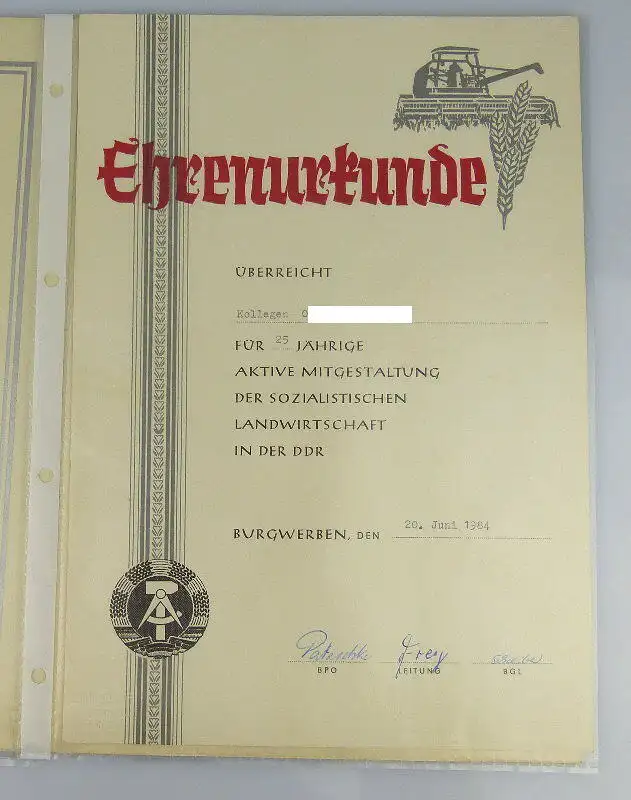 Ehrenurkunde
ÜBERREICHT
Kollegen O
FÜR 25 JÄHRIGE
AKTIVE MITGESTALTUNG
DER SOZIALISTISCHEN
LANDWIRTSCHAFT
IN DER DDR
BURGWERBEN, DEN 20. Juni 1984
BPO LEITUNG BGL